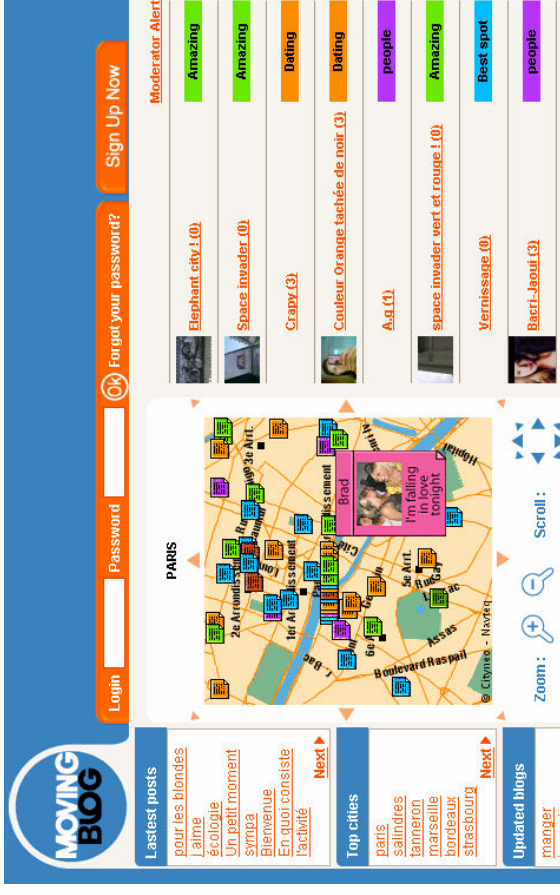 MOVING
BLOG
Login
Password
Ok
Forgot your password?
Sign Up Now
Lastest posts
pour les blondes
j aime
écologie
Un petit moment
sympa
Bienvenue
En quoi consiste
l'activité
Next
Top cities
paris
salindres
tanneron
marseille
bordeaux
strasbourg
Next
Updated blogs
manger
PARIS
2e Arrondissement
3e Arrt.
1er Arrondissement
Cité
5e Arrt.
6e
r. Bac
Boulevard Raspail
Assas
Hôpital
Brad
I'm falling
in love
tonight
© Cityneo - Navteq
Zoom :
Scroll :
Moderator Alert
Elephant city ! (0)
Amazing
Space invader (0)
Amazing
Crapy (3)
Dating
Couleur Orange tachée de noir (3)
Dating
A.g (1)
people
space invader vert et rouge ! (0)
Amazing
Vernissage (0)
Best spot
Bacri-Jaoui (3)
people